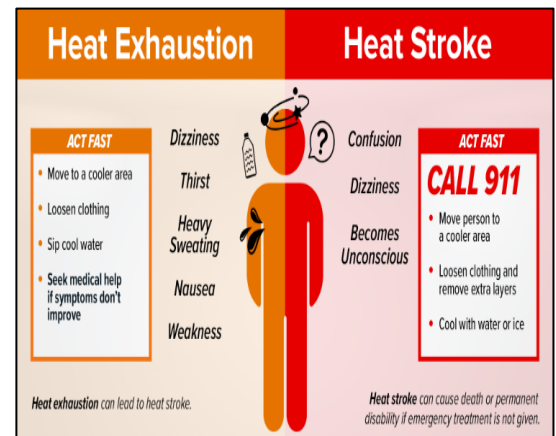 Heat Exhaustion
ACT FAST
• Move to a cooler area
• Loosen clothing
• Sip cool water
• Seek medical help
if symptoms don't
improve
Dizziness
Thirst
Heavy
Sweating
Nausea
Weakness
Heat exhaustion can lead to heat stroke.
Heat Stroke
?
Confusion
Dizziness
Becomes
Unconscious
ACT FAST
CALL 911
• Move person to
a cooler area
• Loosen clothing and
remove extra layers
• Cool with water or ice
Heat stroke can cause death or permanent
disability if emergency treatment is not given.